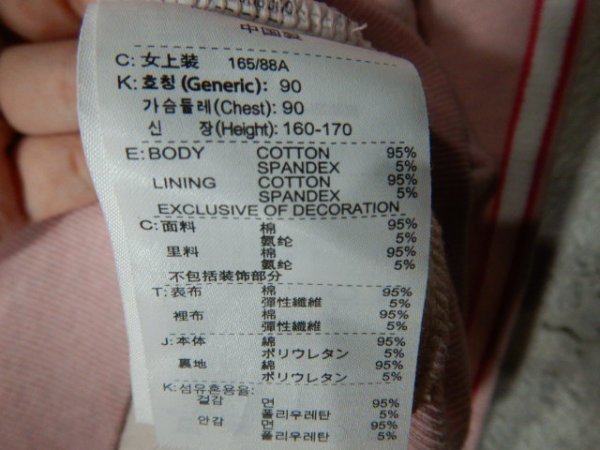 中国製
C: 女上装 165/88A
K: 호칭 (Generic): 90
가슴둘레(Chest): 90
신 장(Height): 160-170
E: BODY COTTON 95%
SPANDEX 5%
LINING COTTON 95%
SPANDEX 5%
EXCLUSIVE OF DECORATION
C: 面料 棉 95%
氨纶 5%
里料 棉 95%
氨纶 5%
不包括装饰部分
T: 表布 棉 95%
彈性纖維 5%
裡布 棉 95%
彈性纖維 5%
J: 本体 綿 95%
ポリウレタン 5%
裏地 綿 95%
ポリウレタン 5%
K: 섬유혼용율:
겉감 면 95%
폴리우레탄 5%
안감 면 95%
폴리우레탄 5%